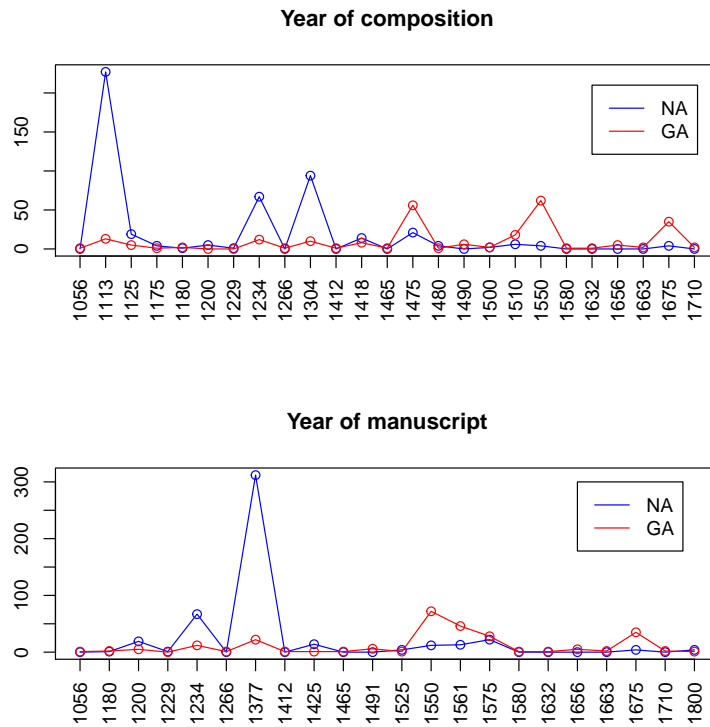 Year of composition
NA
GA
0
50
150
1056 1113 1125 1175 1180 1200 1229 1234 1266 1304 1412 1418 1465 1475 1480 1490 1500 1510 1550 1580 1632 1656 1663 1675 1710
Year of manuscript
NA
GA
0
100
200
300
1056 1180 1200 1229 1234 1266 1377 1412 1425 1465 1491 1525 1550 1561 1575 1580 1632 1656 1663 1675 1710 1800